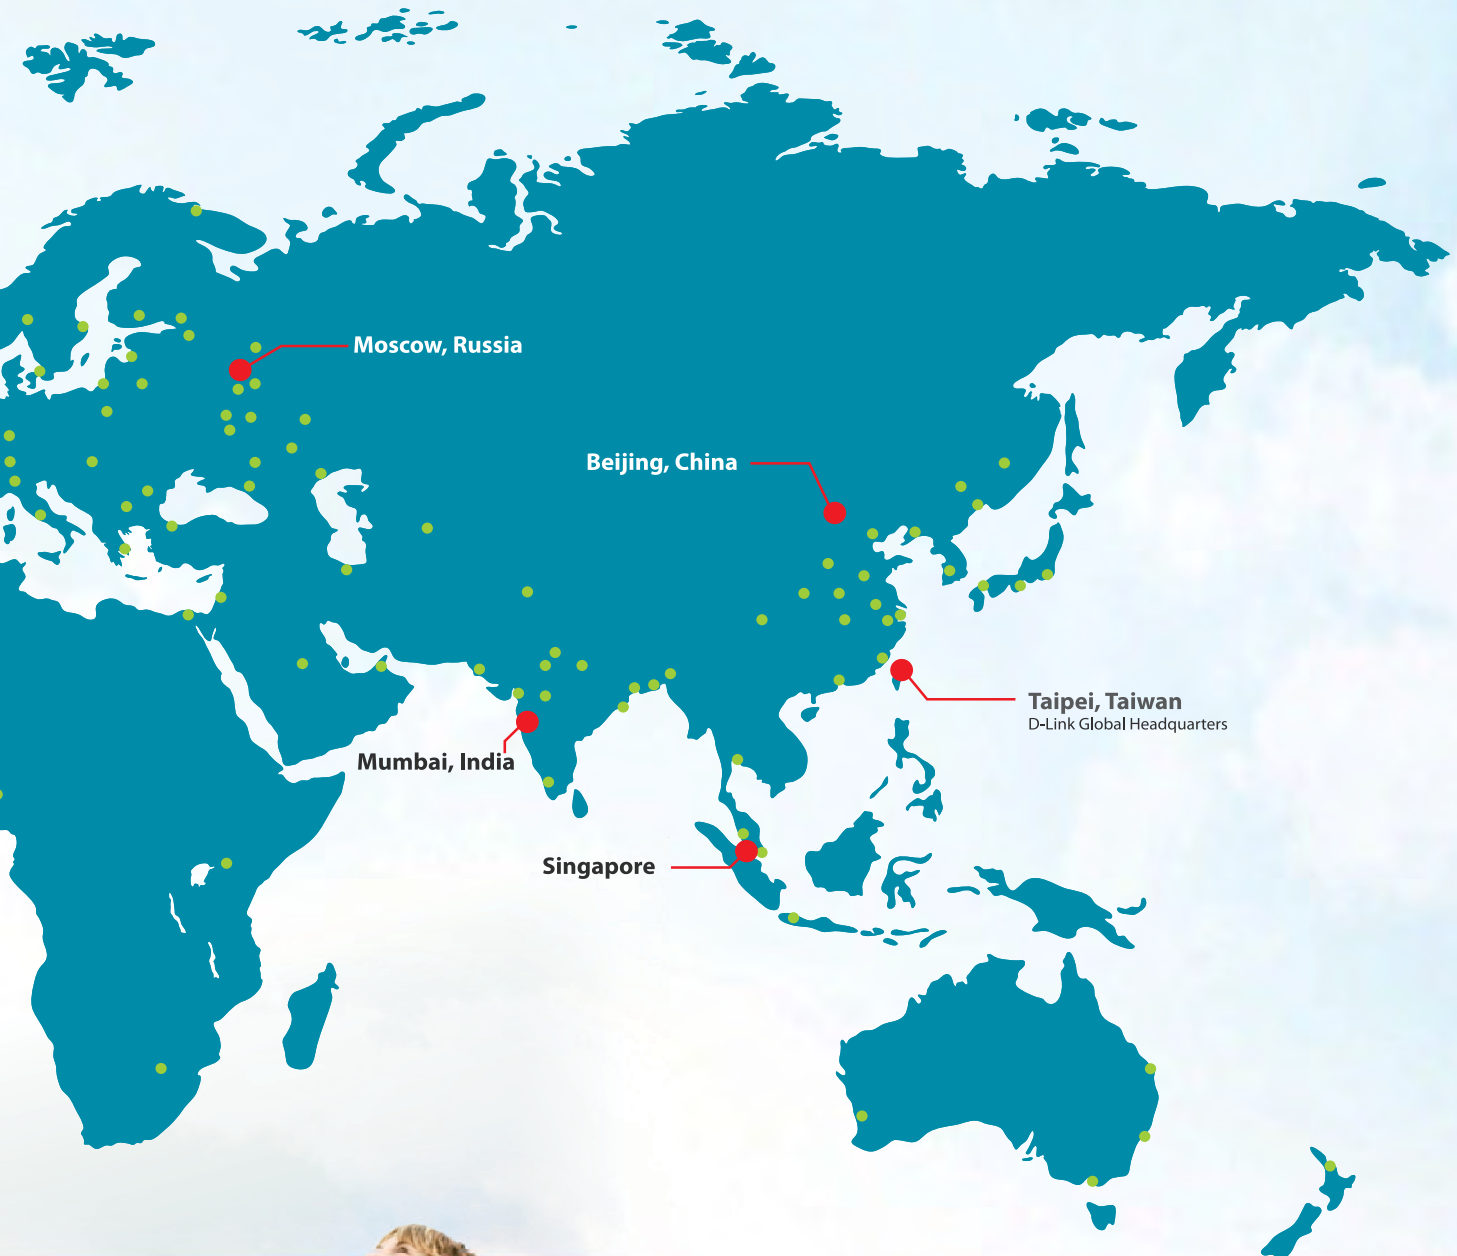 Moscow, Russia
Beijing, China
Taipei, Taiwan
D-Link Global Headquarters
Mumbai, India
Singapore